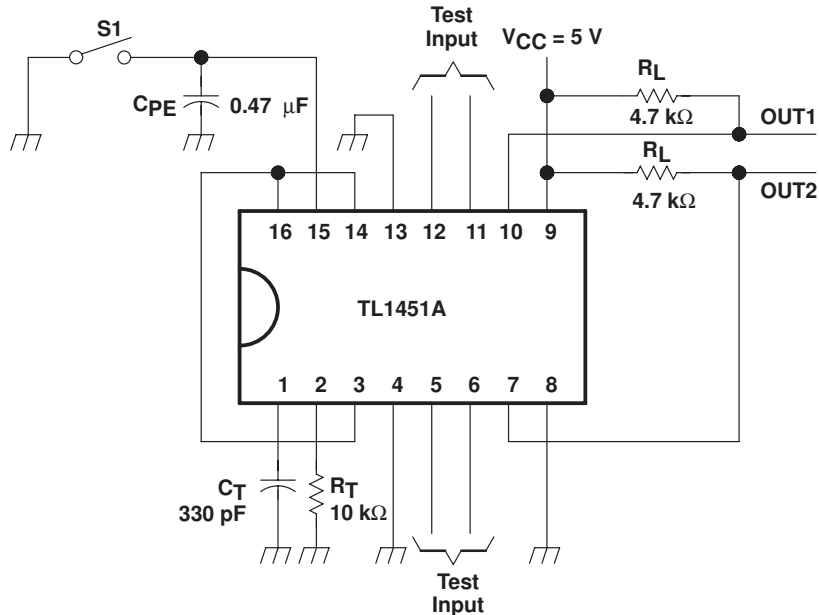 S1
Test
Input
VCC = 5 V
CPE
0.47 μF
RL
4.7 kΩ
OUT1
RL
4.7 kΩ
OUT2
16 15 14 13 12 11 10 9
TL1451A
1 2 3 4 5 6 7 8
CT
330 pF
RT
10 kΩ
Test
Input